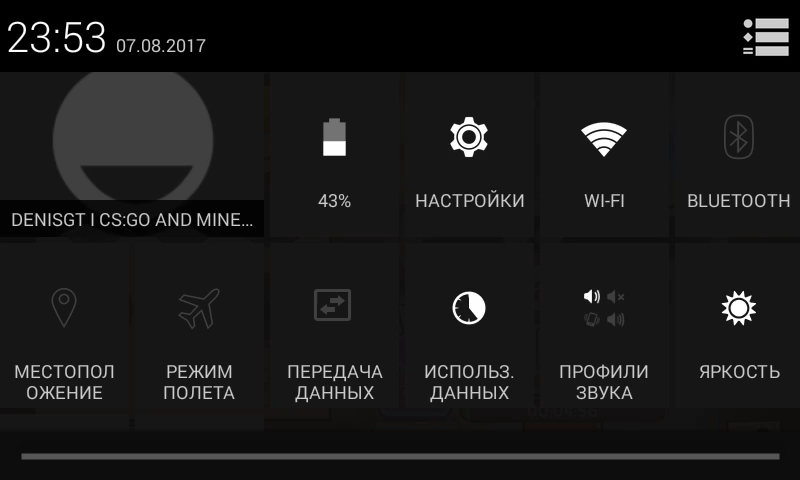 23:53 07.08.2017
DENISGT I CS:GO AND MINE...
43%
НАСТРОЙКИ
WI-FI
BLUETOOTH
МЕСТОПОЛ
ОЖЕНИЕ
РЕЖИМ
ПОЛЕТА
ПЕРЕДАЧА
ДАННЫХ
ИСПОЛЬЗ.
ДАННЫХ
ПРОФИЛИ
ЗВУКА
ЯРКОСТЬ